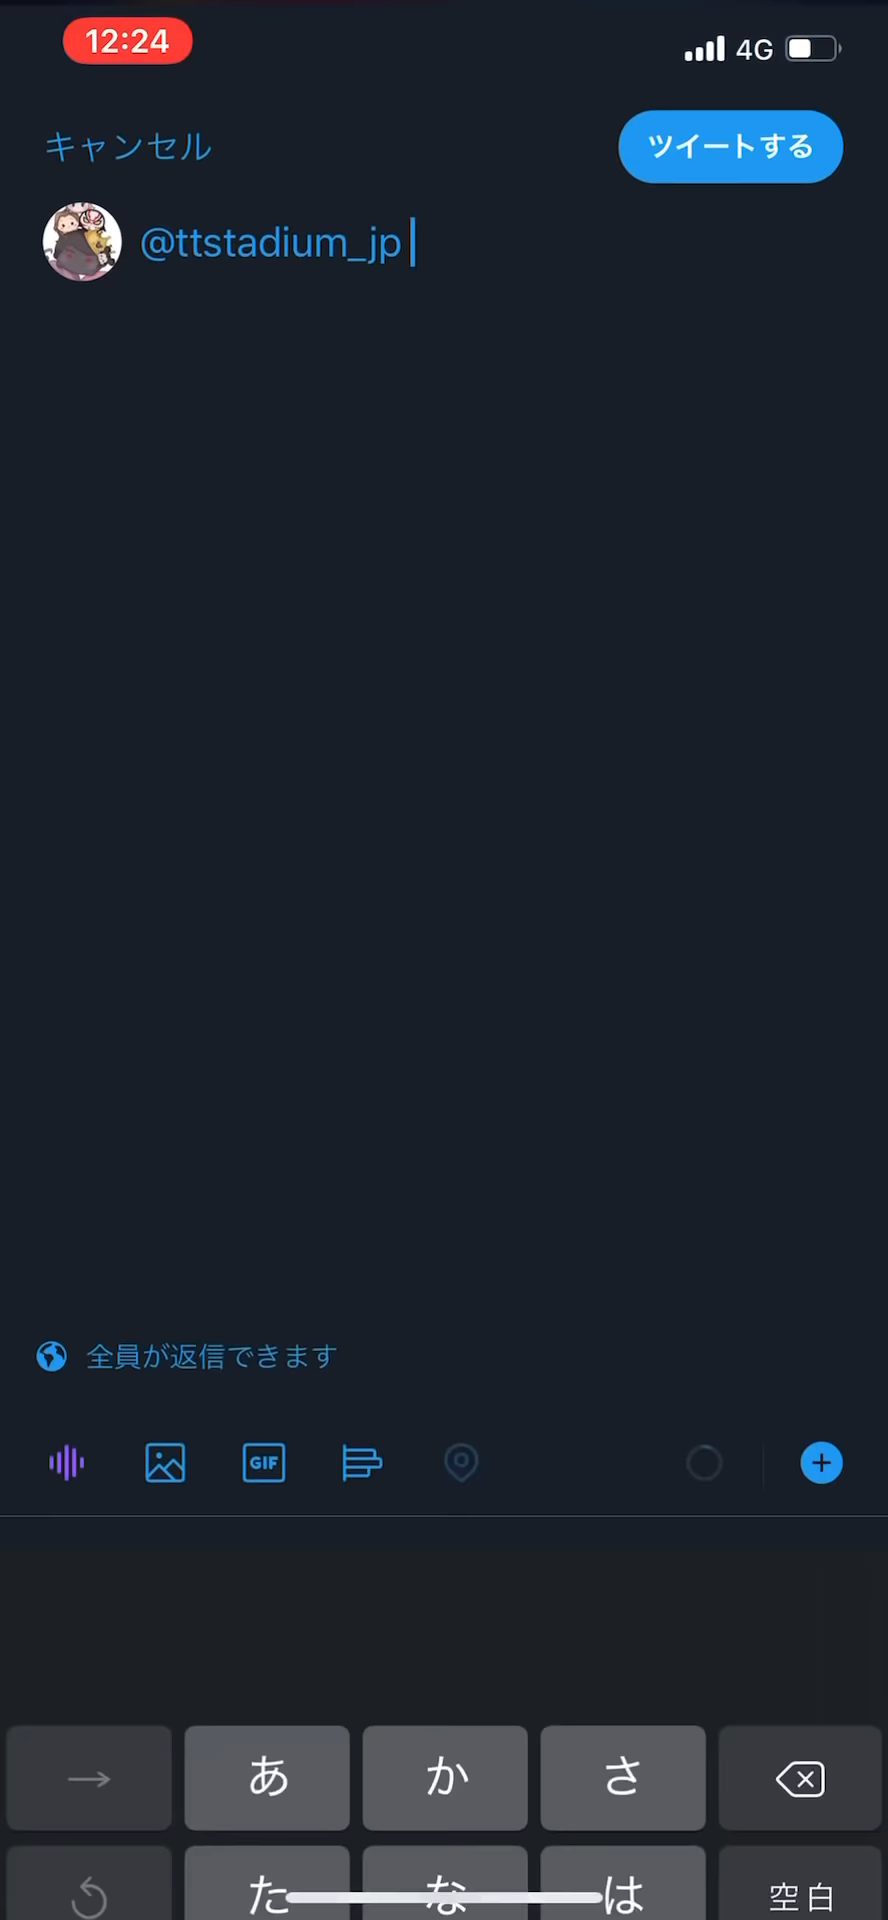 12:24
4G
キャンセル
ツイートする
@ttstadium_jp
全員が返信できます
GIF
→ あ か さ
た な は 空白